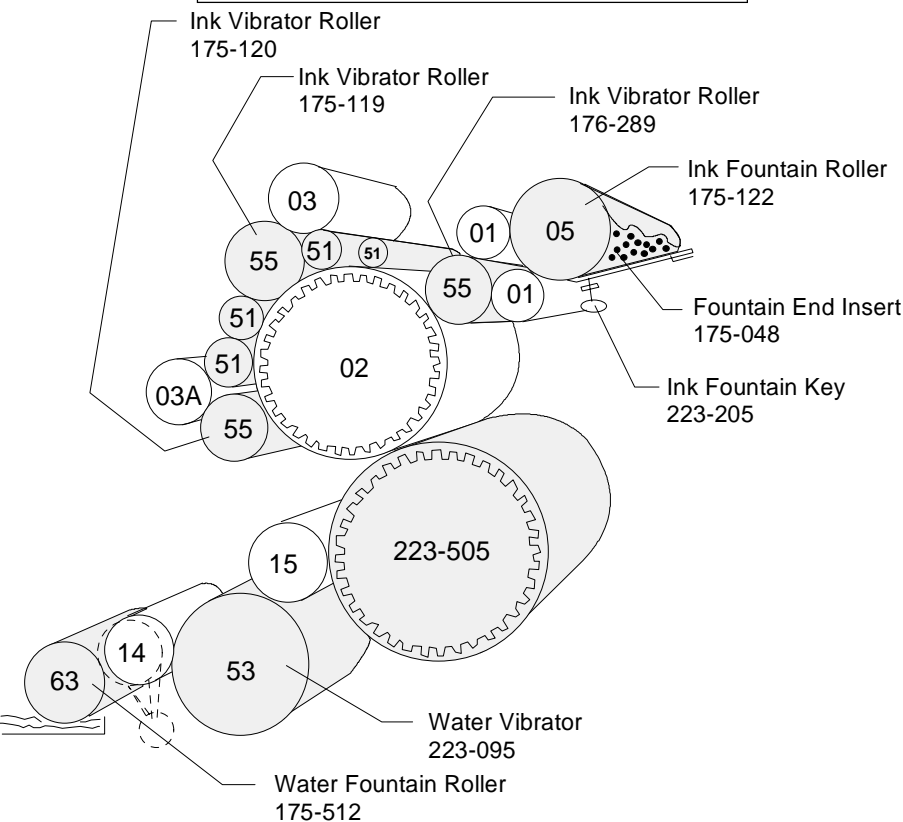 Ink Vibrator Roller
175-120
Ink Vibrator Roller
175-119
Ink Vibrator Roller
176-289
Ink Fountain Roller
175-122
03
01
05
55
51
51
55
01
51
51
02
03A
55
Fountain End Insert
175-048
Ink Fountain Key
223-205
223-505
15
14
53
63
Water Vibrator
223-095
Water Fountain Roller
175-512